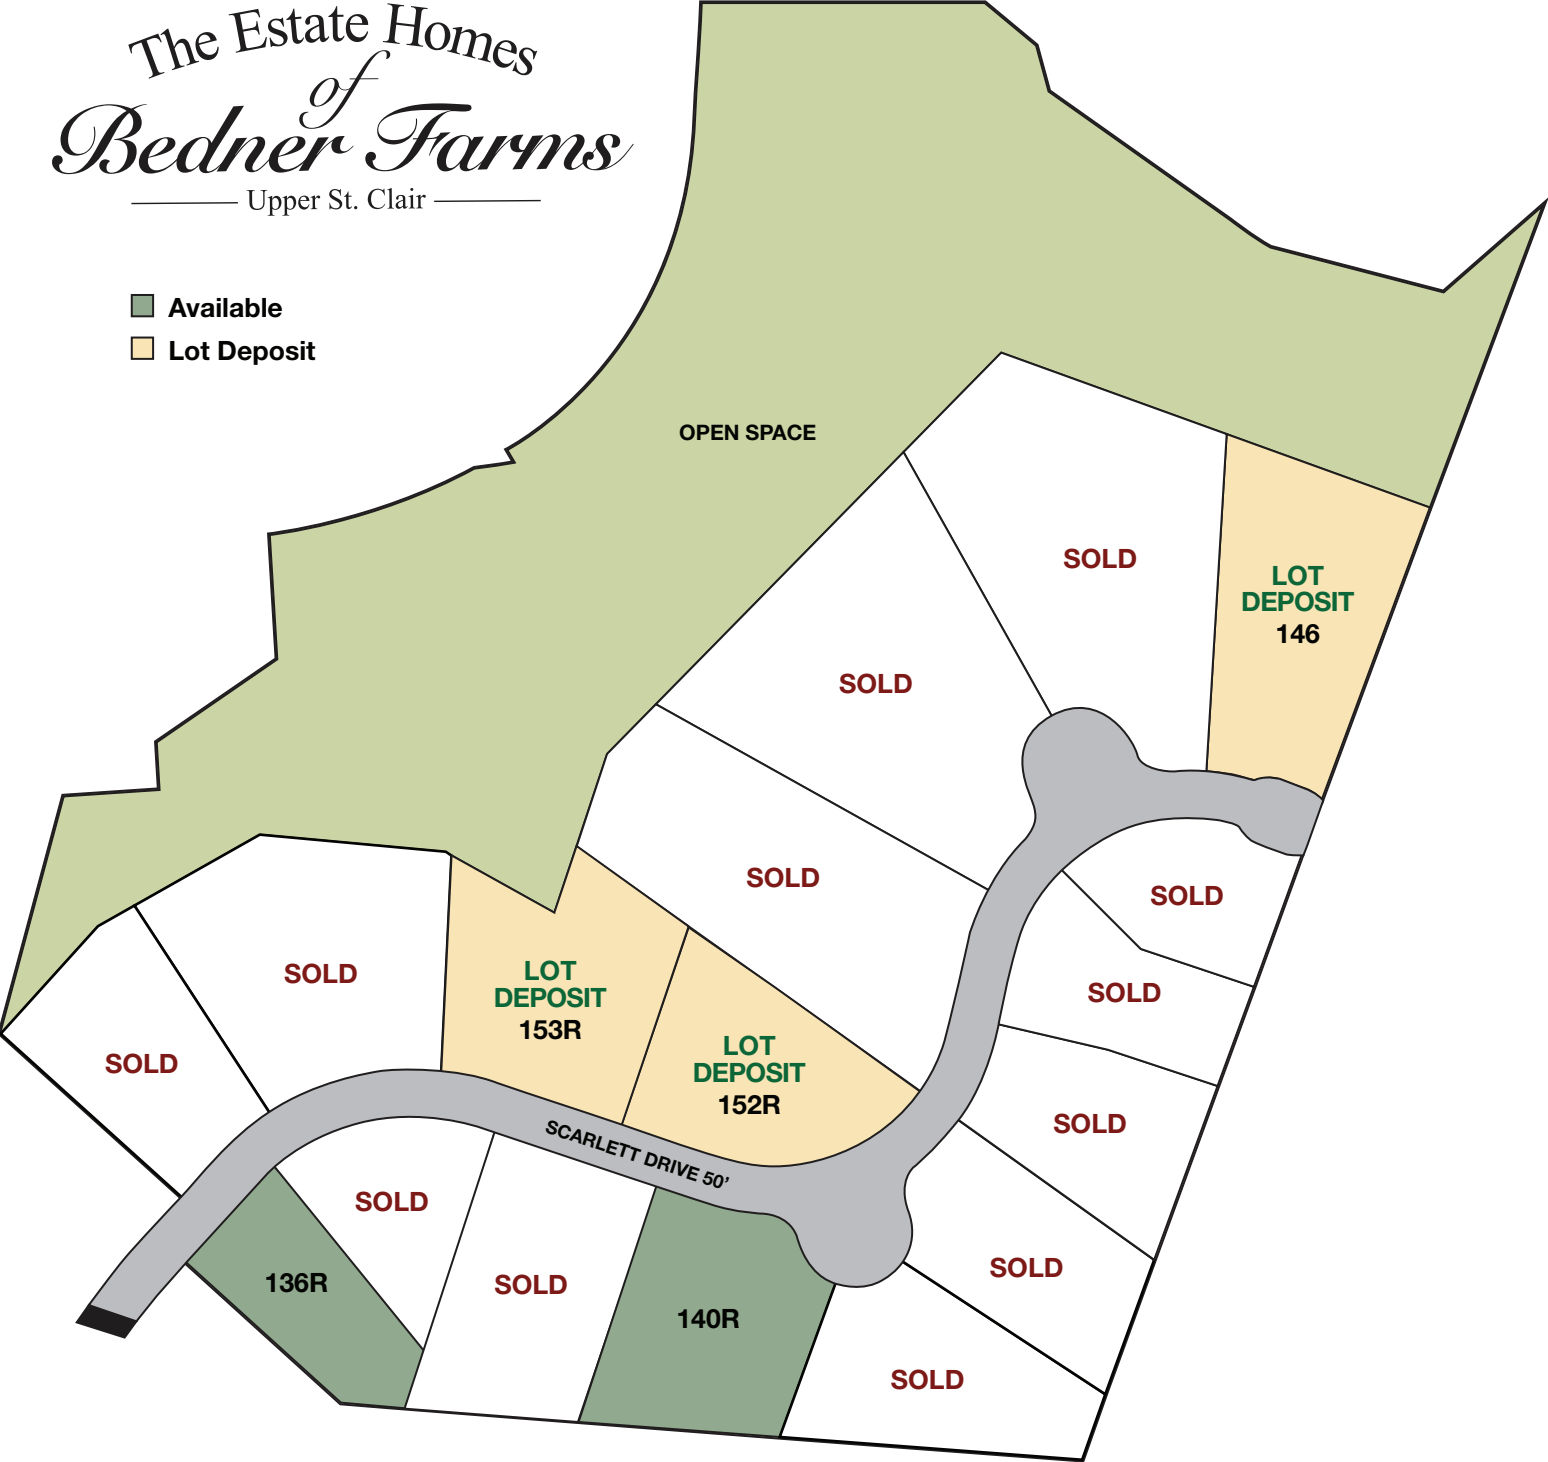 The Estate Homes
of
Bedner Farms
Upper St. Clair
Available
Lot Deposit
OPEN SPACE
SOLD
LOT
DEPOSIT
146
SOLD
SOLD
SOLD
SOLD
LOT
DEPOSIT
153R
SOLD
SOLD
LOT
DEPOSIT
152R
SOLD
SCARLETT DRIVE 50’
SOLD
136R
SOLD
140R
SOLD
SOLD